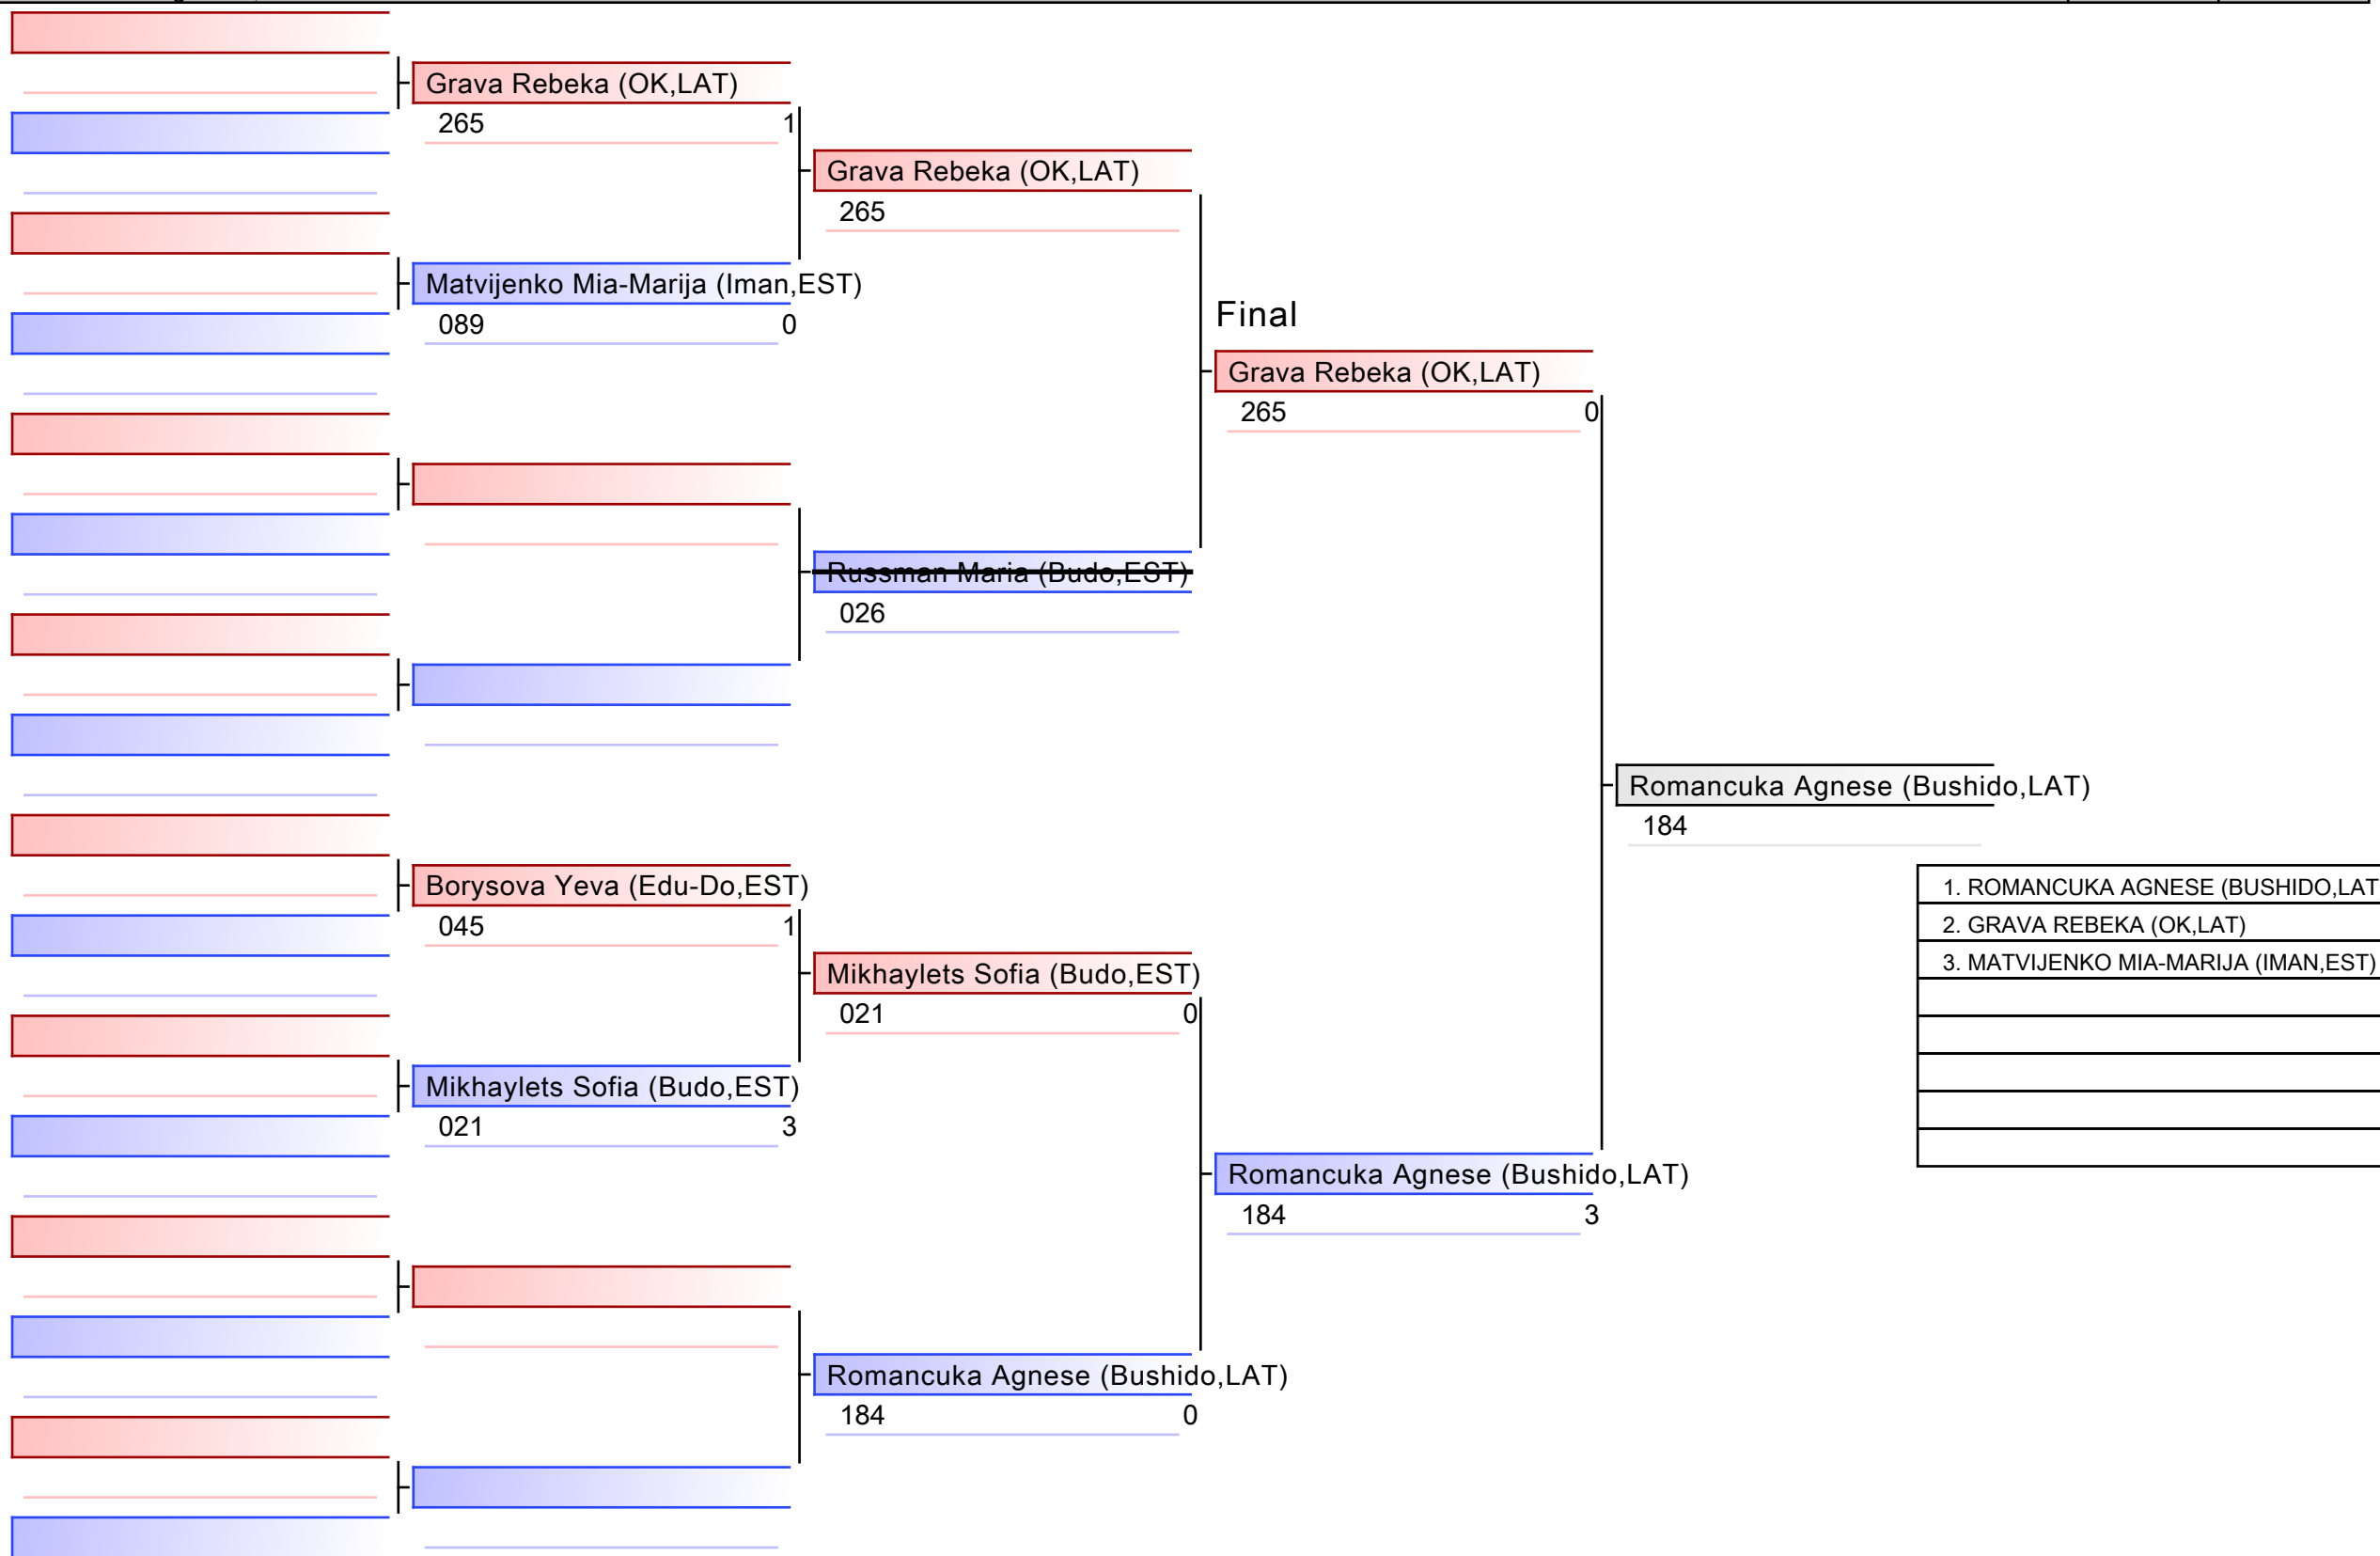 Grava Rebeka (OK,LAT)
265 1
Matvijenko Mia-Marija (Iman,EST)
089 0
Borysova Yeva (Edu-Do,EST)
045 1
Mikhaylets Sofia (Budo,EST)
021 3
Grava Rebeka (OK,LAT)
265
Russman Maria (Budo,EST)
026
Mikhaylets Sofia (Budo,EST)
021 0
Romancuka Agnese (Bushido,LAT)
184 0
Final
Grava Rebeka (OK,LAT)
265 0
Romancuka Agnese (Bushido,LAT)
184 3
Romancuka Agnese (Bushido,LAT)
184
1. ROMANCUKA AGNESE (BUSHIDO,LAT
2. GRAVA REBEKA (OK,LAT)
3. MATVIJENKO MIA-MARIJA (IMAN,EST)